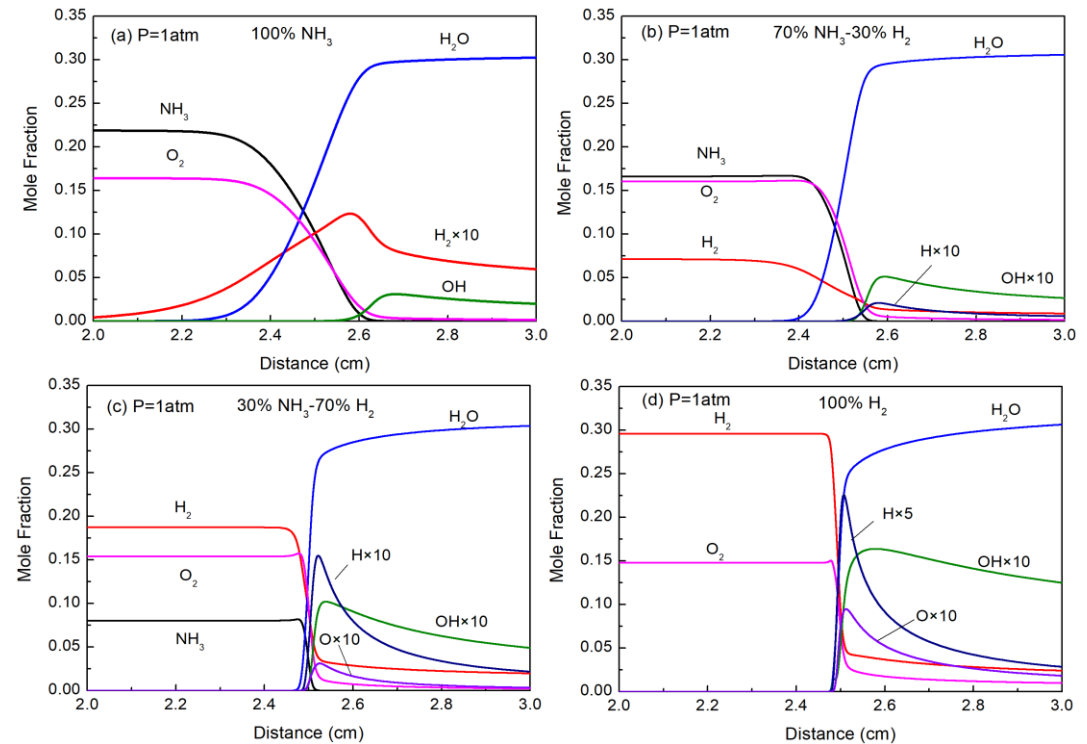 (a) P=1atm 100% NH₃
H₂O
NH₃
O₂
H₂×10
OH
0.35
0.30
0.25
0.20
0.15
0.10
0.05
0.00
Mole Fraction
2.0 2.2 2.4 2.6 2.8 3.0
Distance (cm)
(b) P=1atm 70% NH₃-30% H₂
H₂O
NH₃
O₂
H₂
H×10
OH×10
0.35
0.30
0.25
0.20
0.15
0.10
0.05
0.00
Mole Fraction
2.0 2.2 2.4 2.6 2.8 3.0
Distance (cm)
(c) P=1atm 30% NH₃-70% H₂
H₂O
H₂
H×10
O₂
OH×10
NH₃
O×10
0.35
0.30
0.25
0.20
0.15
0.10
0.05
0.00
Mole Fraction
2.0 2.2 2.4 2.6 2.8 3.0
Distance (cm)
(d) P=1atm 100% H₂
H₂
H₂O
H×5
O₂
OH×10
O×10
0.35
0.30
0.25
0.20
0.15
0.10
0.05
0.00
Mole Fraction
2.0 2.2 2.4 2.6 2.8 3.0
Distance (cm)